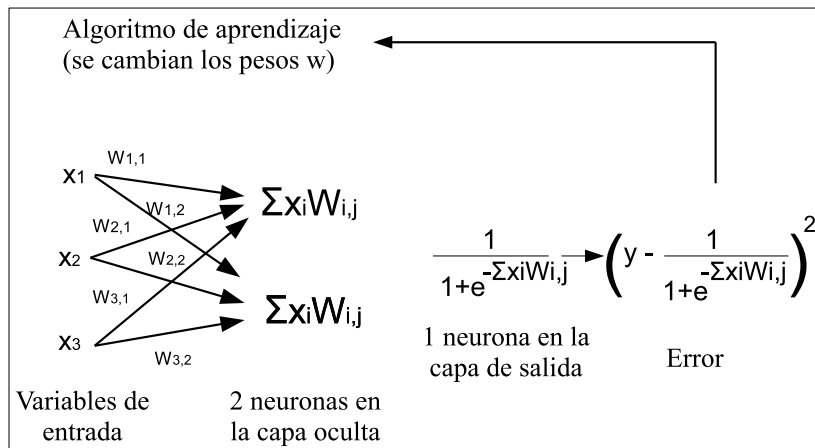 Algoritmo de aprendizaje
(se cambian los pesos w)
x1
W1,1
W1,2
x2
W2,1
W2,2
x3
W3,1
W3,2
ΣxiWi,j
ΣxiWi,j
1
1+e-ΣxiWi,j
(y - 1
1+e-ΣxiWi,j)2
Variables de
entrada
2 neuronas en
la capa oculta
1 neurona en la
capa de salida
Error